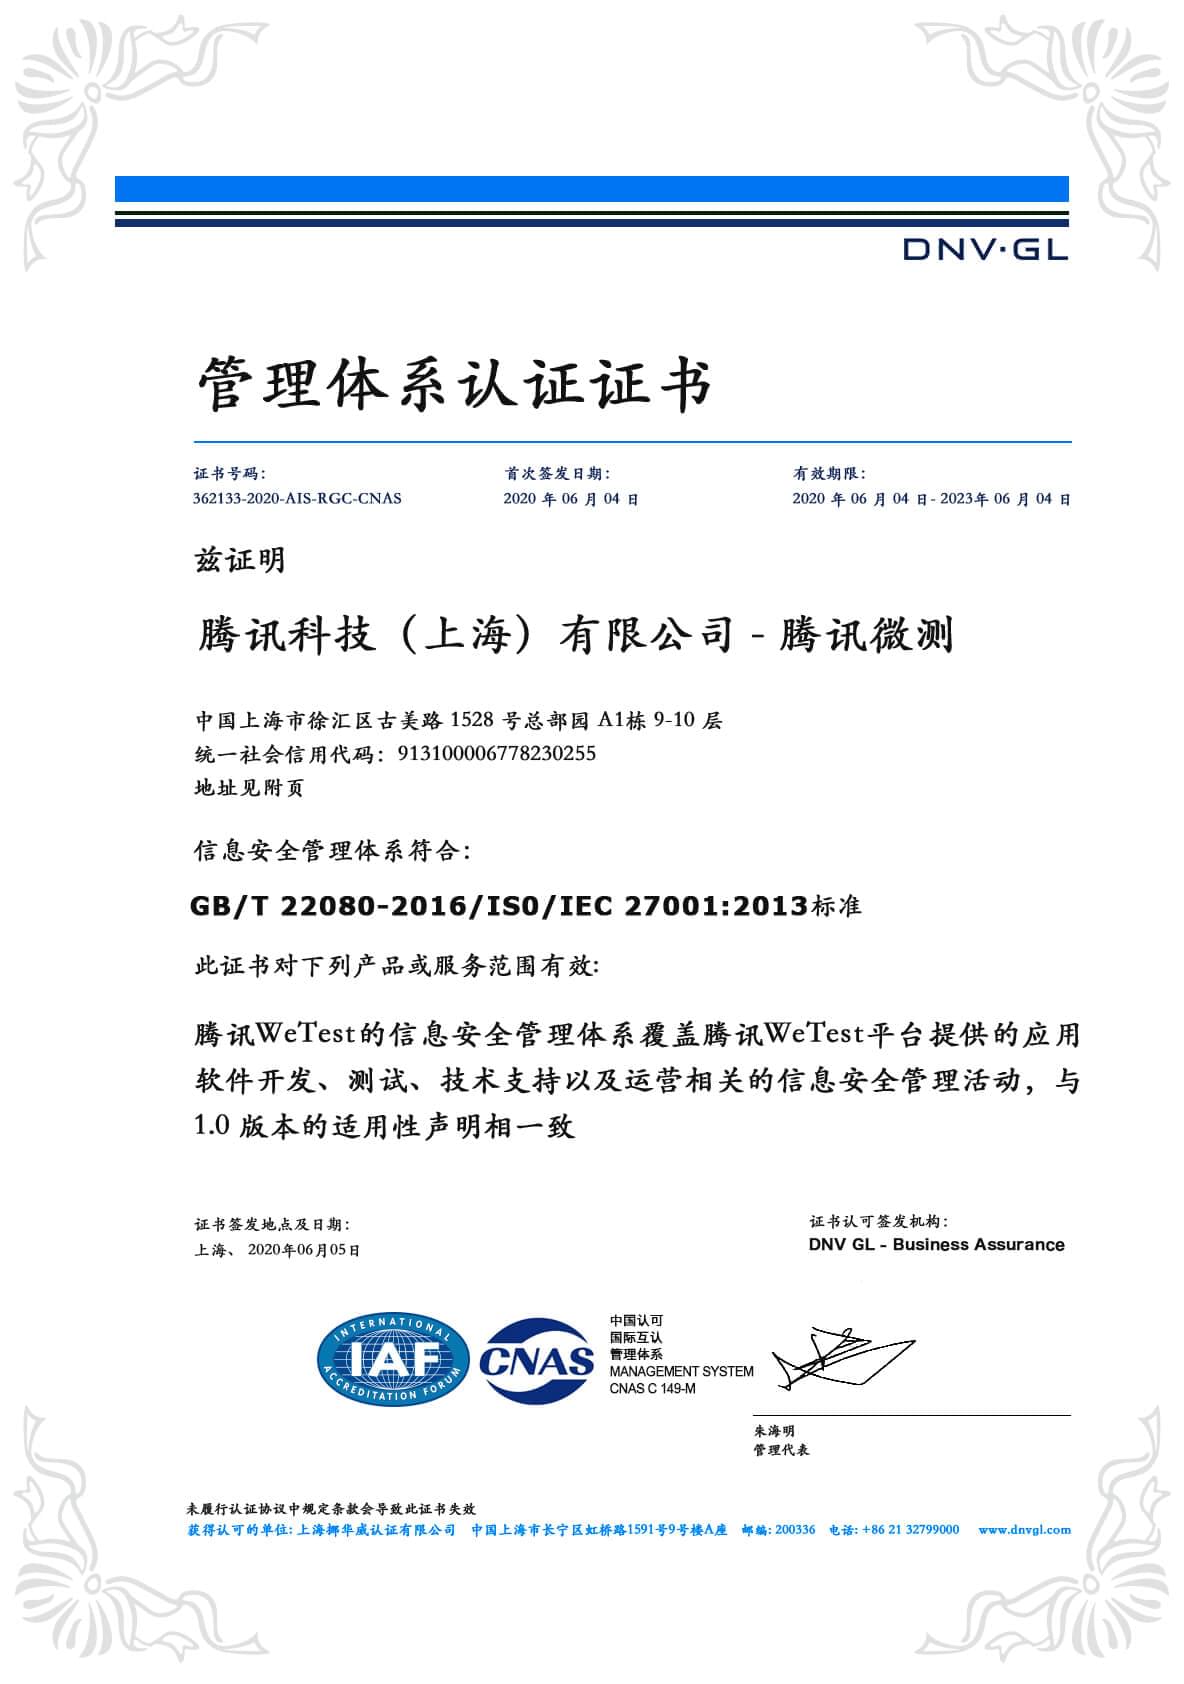 DNV·GL
管理体系认证证书
证书号码：
362133-2020-AIS-RGC-CNAS
首次签发日期：
2020 年 06 月 04 日
有效期限：
2020 年 06 月 04 日- 2023年 06 月 04 日
兹证明
腾讯科技（上海）有限公司 - 腾讯微测
中国上海市徐汇区古美路 1528 号总部园 A1栋 9-10 层
统一社会信用代码：913100006778230255
地址见附页
信息安全管理体系符合：
GB/T 22080-2016/IS0/IEC 27001:2013标准
此证书对下列产品或服务范围有效:
腾讯WeTest的信息安全管理体系覆盖腾讯WeTest平台提供的应用
软件开发、测试、技术支持以及运营相关的信息安全管理活动，与
1.0 版本的适用性声明相一致
证书签发地点及日期：
上海、 2020年06月05日
证书认可签发机构：
DNV GL - Business Assurance
INTERNATIONAL
IAF
ACCREDITATION FORUM
CNAS
中国认可
国际互认
管理体系
MANAGEMENT SYSTEM
CNAS C 149-M
朱海明
管理代表
未履行认证协议中规定条款会导致此证书失效
获得认可的单位: 上海挪华威认证有限公司 中国上海市长宁区虹桥路1591号9号楼A座 邮编: 200336 电话: +86 21 32799000 www.dnvgl.com